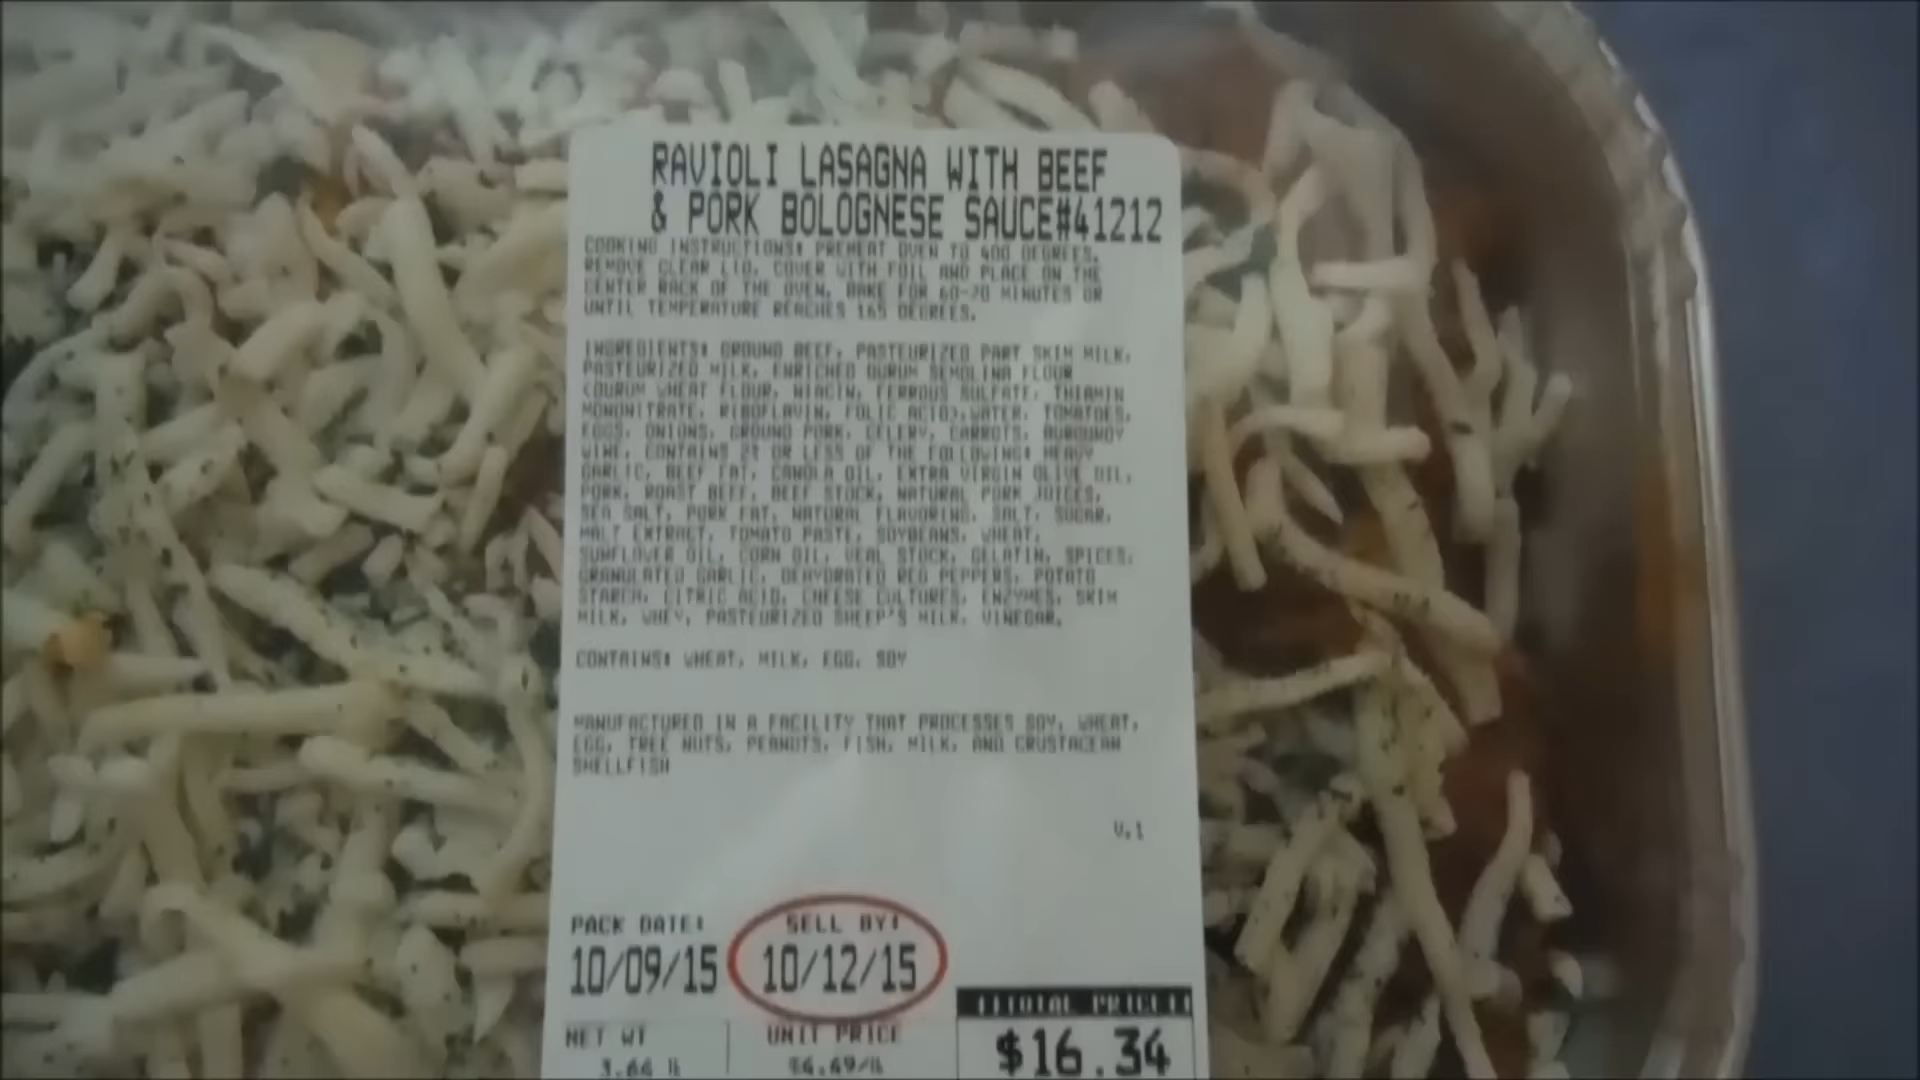 RAVIOLI LASAGNA WITH BEEF
& PORK BOLOGNESE SAUCE#41212
COOKING INSTRUCTIONS: PREHEAT OVEN TO 400 DEGREES.
REMOVE CLEAR LID, COVER WITH FOIL AND PLACE ON THE
CENTER RACK OF THE OVEN. BAKE FOR 60-70 MINUTES OR
UNTIL TEMPERATURE REACHES 165 DEGREES.
INGREDIENTS: GROUND BEEF, PASTEURIZED PART SKIM MILK,
PASTEURIZED MILK, ENRICHED DURUM SEMOLINA FLOUR
(DURUM WHEAT FLOUR, NIACIN, FERROUS SULFATE, THIAMIN
MONONITRATE, RIBOFLAVIN, FOLIC ACID), WATER, TOMATOES,
EGGS, ONIONS, GROUND PORK, CELERY, CARROTS, BURGUNDY
WINE, CONTAINS 2% OR LESS OF THE FOLLOWING: HEAVY
GARLIC, BEEF FAT, CANOLA OIL, EXTRA VIRGIN OLIVE OIL,
PORK, ROAST BEEF, BEEF STOCK, NATURAL PORK JUICES,
SEA SALT, PORK FAT, NATURAL FLAVORING, SALT, SUGAR,
MALT EXTRACT, TOMATO PASTE, SOYBEANS, WHEAT,
SUNFLOWER OIL, CORN OIL, VEAL STOCK, GELATIN, SPICES,
GRANULATED GARLIC, DEHYDRATED RED PEPPERS, POTATO
STARCH, CITRIC ACID, CHEESE CULTURES, ENZYMES, SKIM
MILK, WHEY, PASTEURIZED SHEEP'S MILK, VINEGAR.
CONTAINS: WHEAT, MILK, EGG, SOY
MANUFACTURED IN A FACILITY THAT PROCESSES SOY, WHEAT,
EGG, TREE NUTS, PEANUTS, FISH, MILK, AND CRUSTACEAN
SHELLFISH
V.1
PACK DATE: SELL BY:
10/09/15 10/12/15
TOTAL PRICE
NET WT UNIT PRICE
3.66 lb $4.49/lb $16.34